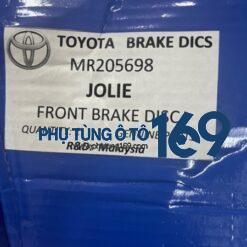 TOYOTA BRAKE DICS
MR205698
JOLIE
FRONT BRAKE DISC
PHỤ TÙNG Ô TÔ 169
R&D: Malaysia